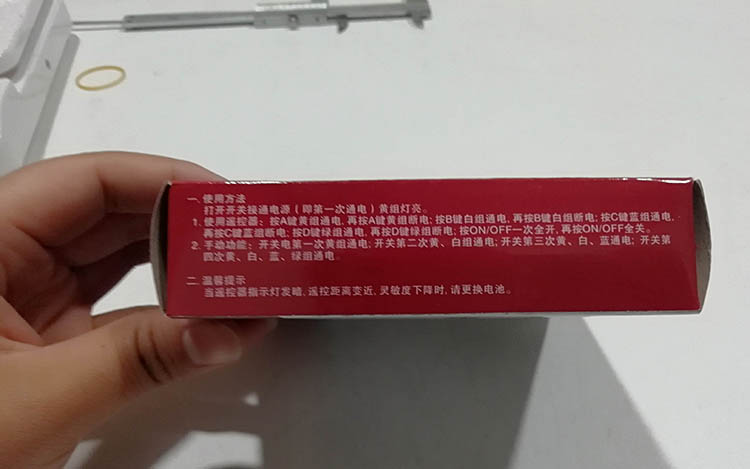 一. 使用方法
打开开关接通电源（即第一次通电）黄组灯亮。
1. 使用遥控器：按A键黄组通电, 再按A键黄组断电; 按B键白组通电, 再按B键白组断电; 按C键蓝组通电,
再按C键蓝组断电; 按D键绿组通电, 再按D键绿组断电; 按ON/OFF一次全开, 再按ON/OFF全关。
2. 手动功能：开关电第一次黄组通电; 开关第二次黄、白组通电; 开关第三次黄、白、蓝通电; 开关第
四次黄、白、蓝、绿组通电。
二. 温馨提示
当遥控器指示灯发暗, 遥控距离变近, 灵敏度下降时, 请更换电池。